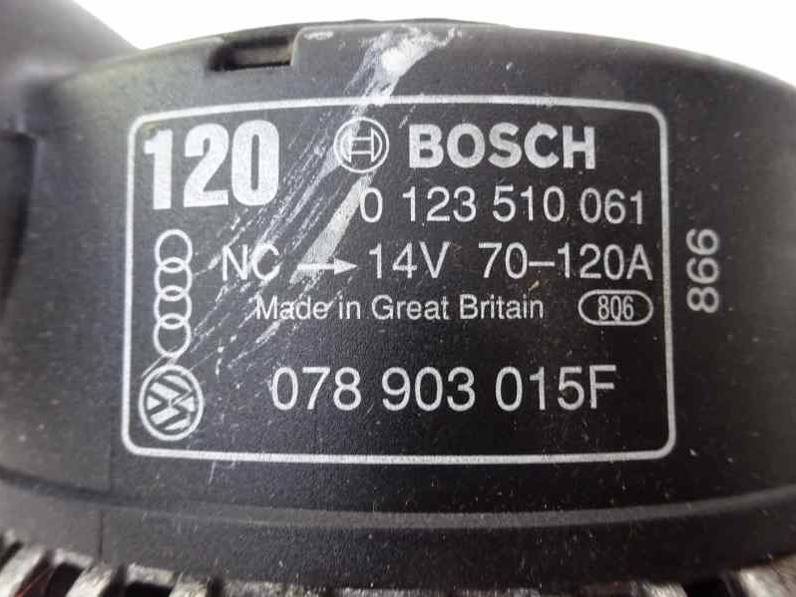 120 BOSCH
0 123 510 061
NC → 14V 70–120A
Made in Great Britain 806
078 903 015F
866